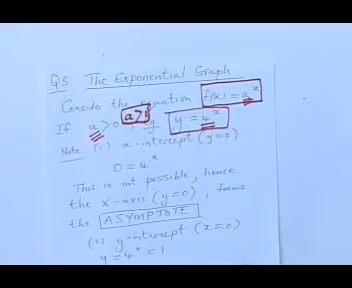 Q5 The Exponential Graph
Consider the equation f(x) = a^x
If a > 0 a > 1 y = 4^x
Note (1) x-intercept (y=0)
0 = 4^x
This is not possible, hence
the x-axis (y=0), forms
the ASYMPTOTE
(2) y-intercept (x=0)
y = 4° = 1